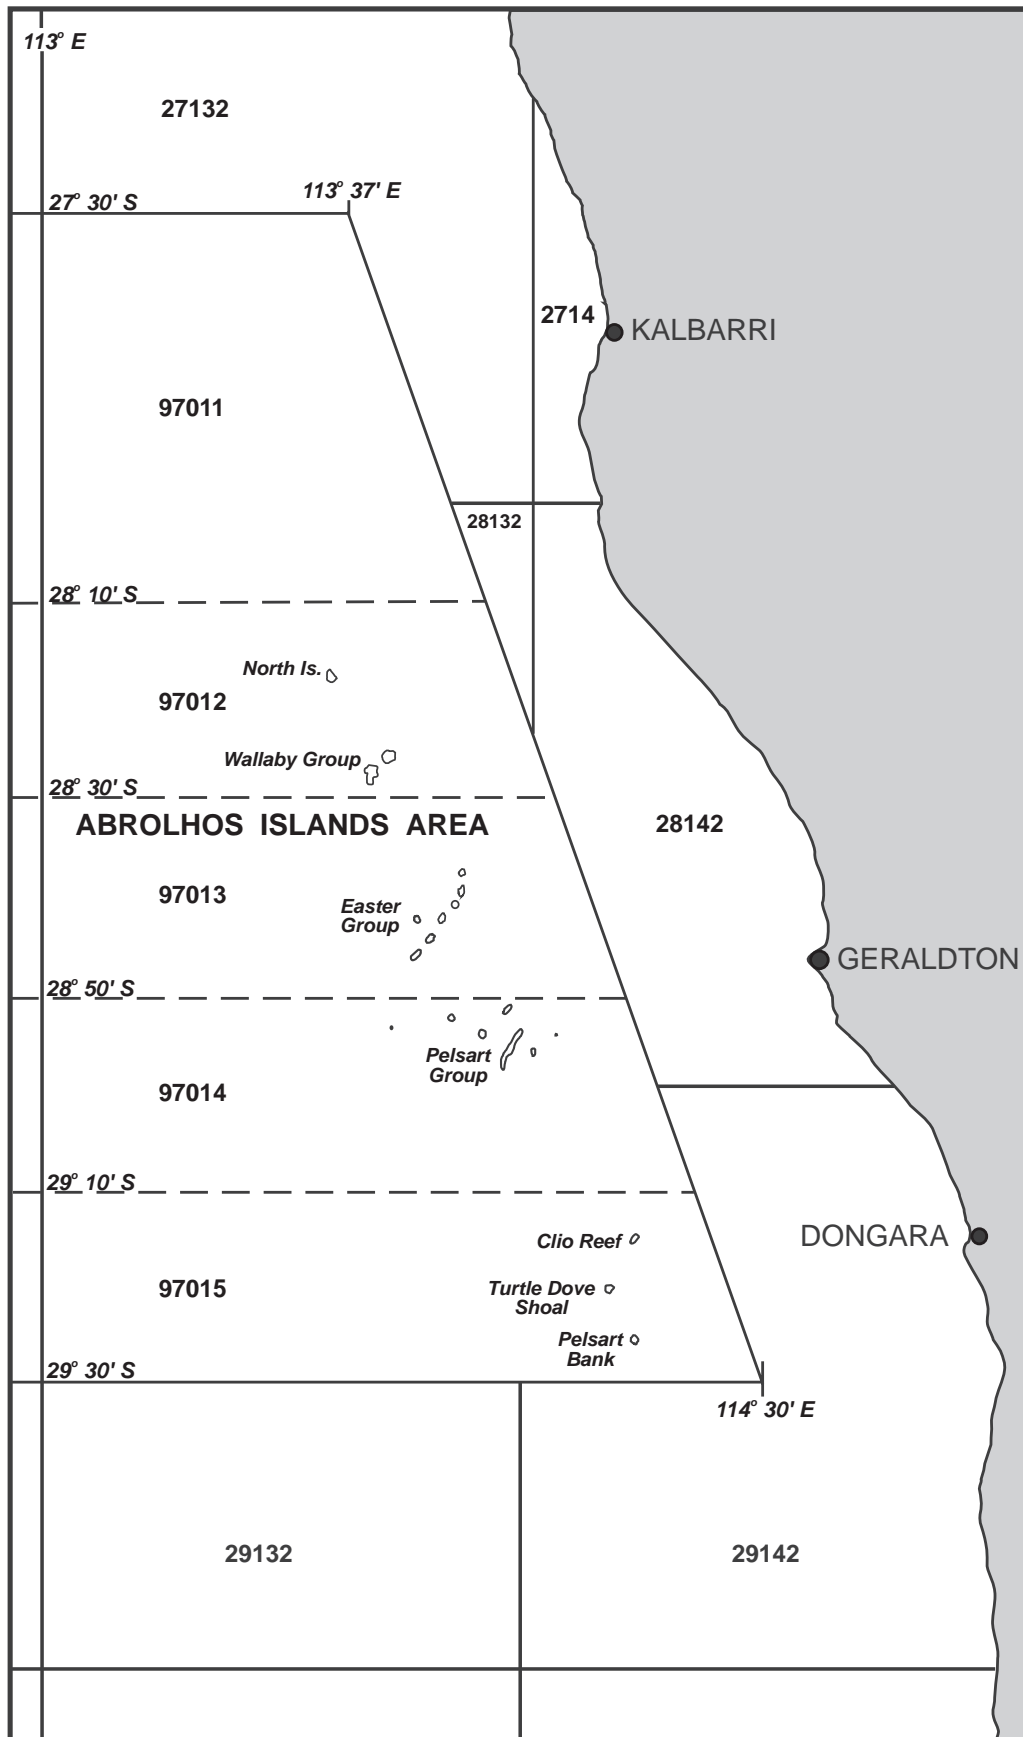 113° E
27132
27° 30' S
113° 37' E
2714
KALBARRI
97011
28132
28° 10' S
North Is.
97012
Wallaby Group
28° 30' S
ABROLHOS ISLANDS AREA
28142
97013
Easter
Group
GERALDTON
28° 50' S
Pelsart
Group
97014
29° 10' S
Clio Reef
DONGARA
97015
Turtle Dove
Shoal
Pelsart
Bank
29° 30' S
114° 30' E
29132
29142